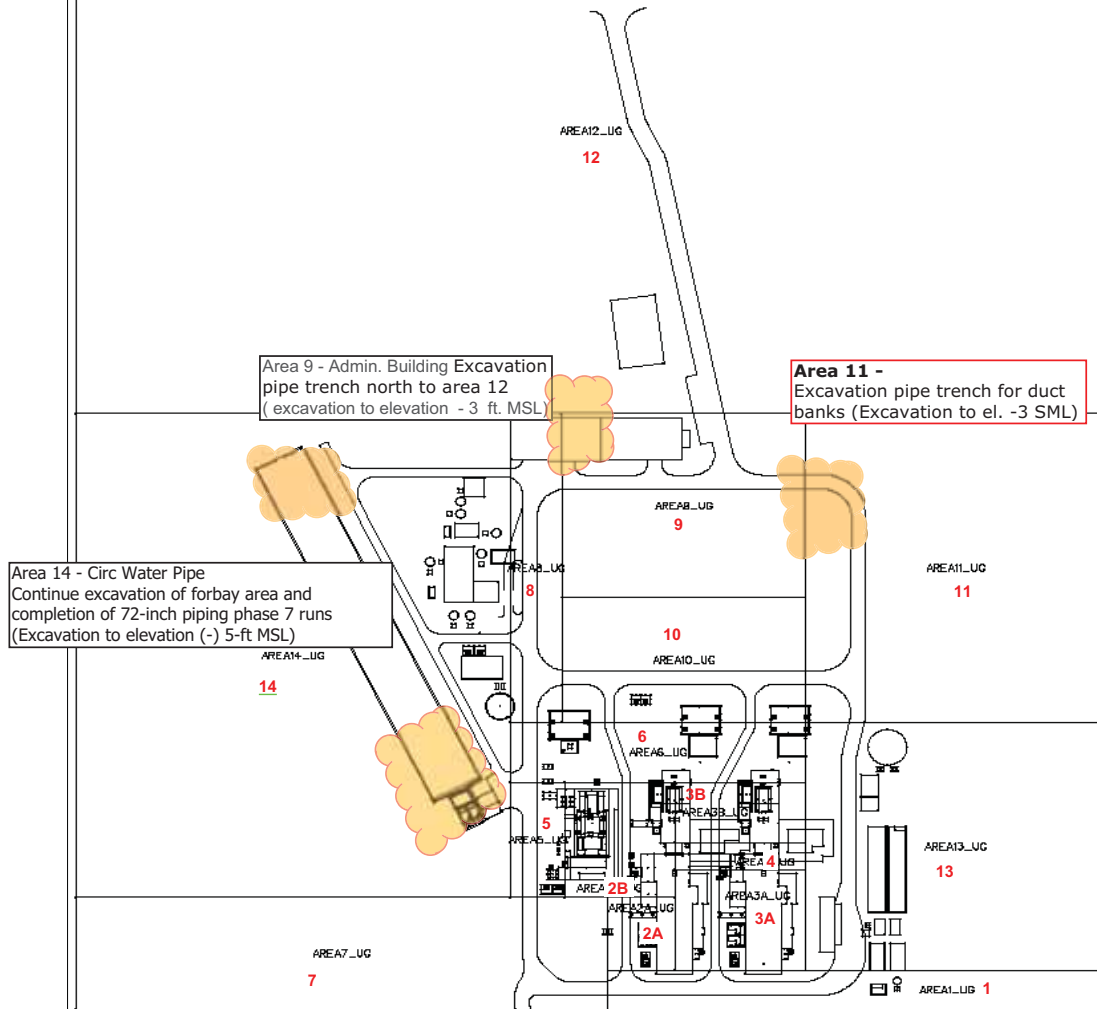 AREA12_UG
12
Area 9 - Admin. Building Excavation
pipe trench north to area 12
( excavation to elevation - 3 ft. MSL)
Area 11 -
Excavation pipe trench for duct
banks (Excavation to el. -3 SML)
AREA8_UG
9
Area 14 - Circ Water Pipe
Continue excavation of forbay area and
completion of 72-inch piping phase 7 runs
(Excavation to elevation (-) 5-ft MSL)
8
AREA11_UG
11
10
AREA10_UG
AREA14_UG
14
6
AREA6_UG
3B
AREA3B_UG
5
AREA5_UG
4
AREA13_UG
13
2B
AREA2A_UG
AREA3A_UG
2A
3A
AREA7_UG
7
AREA1_UG 1